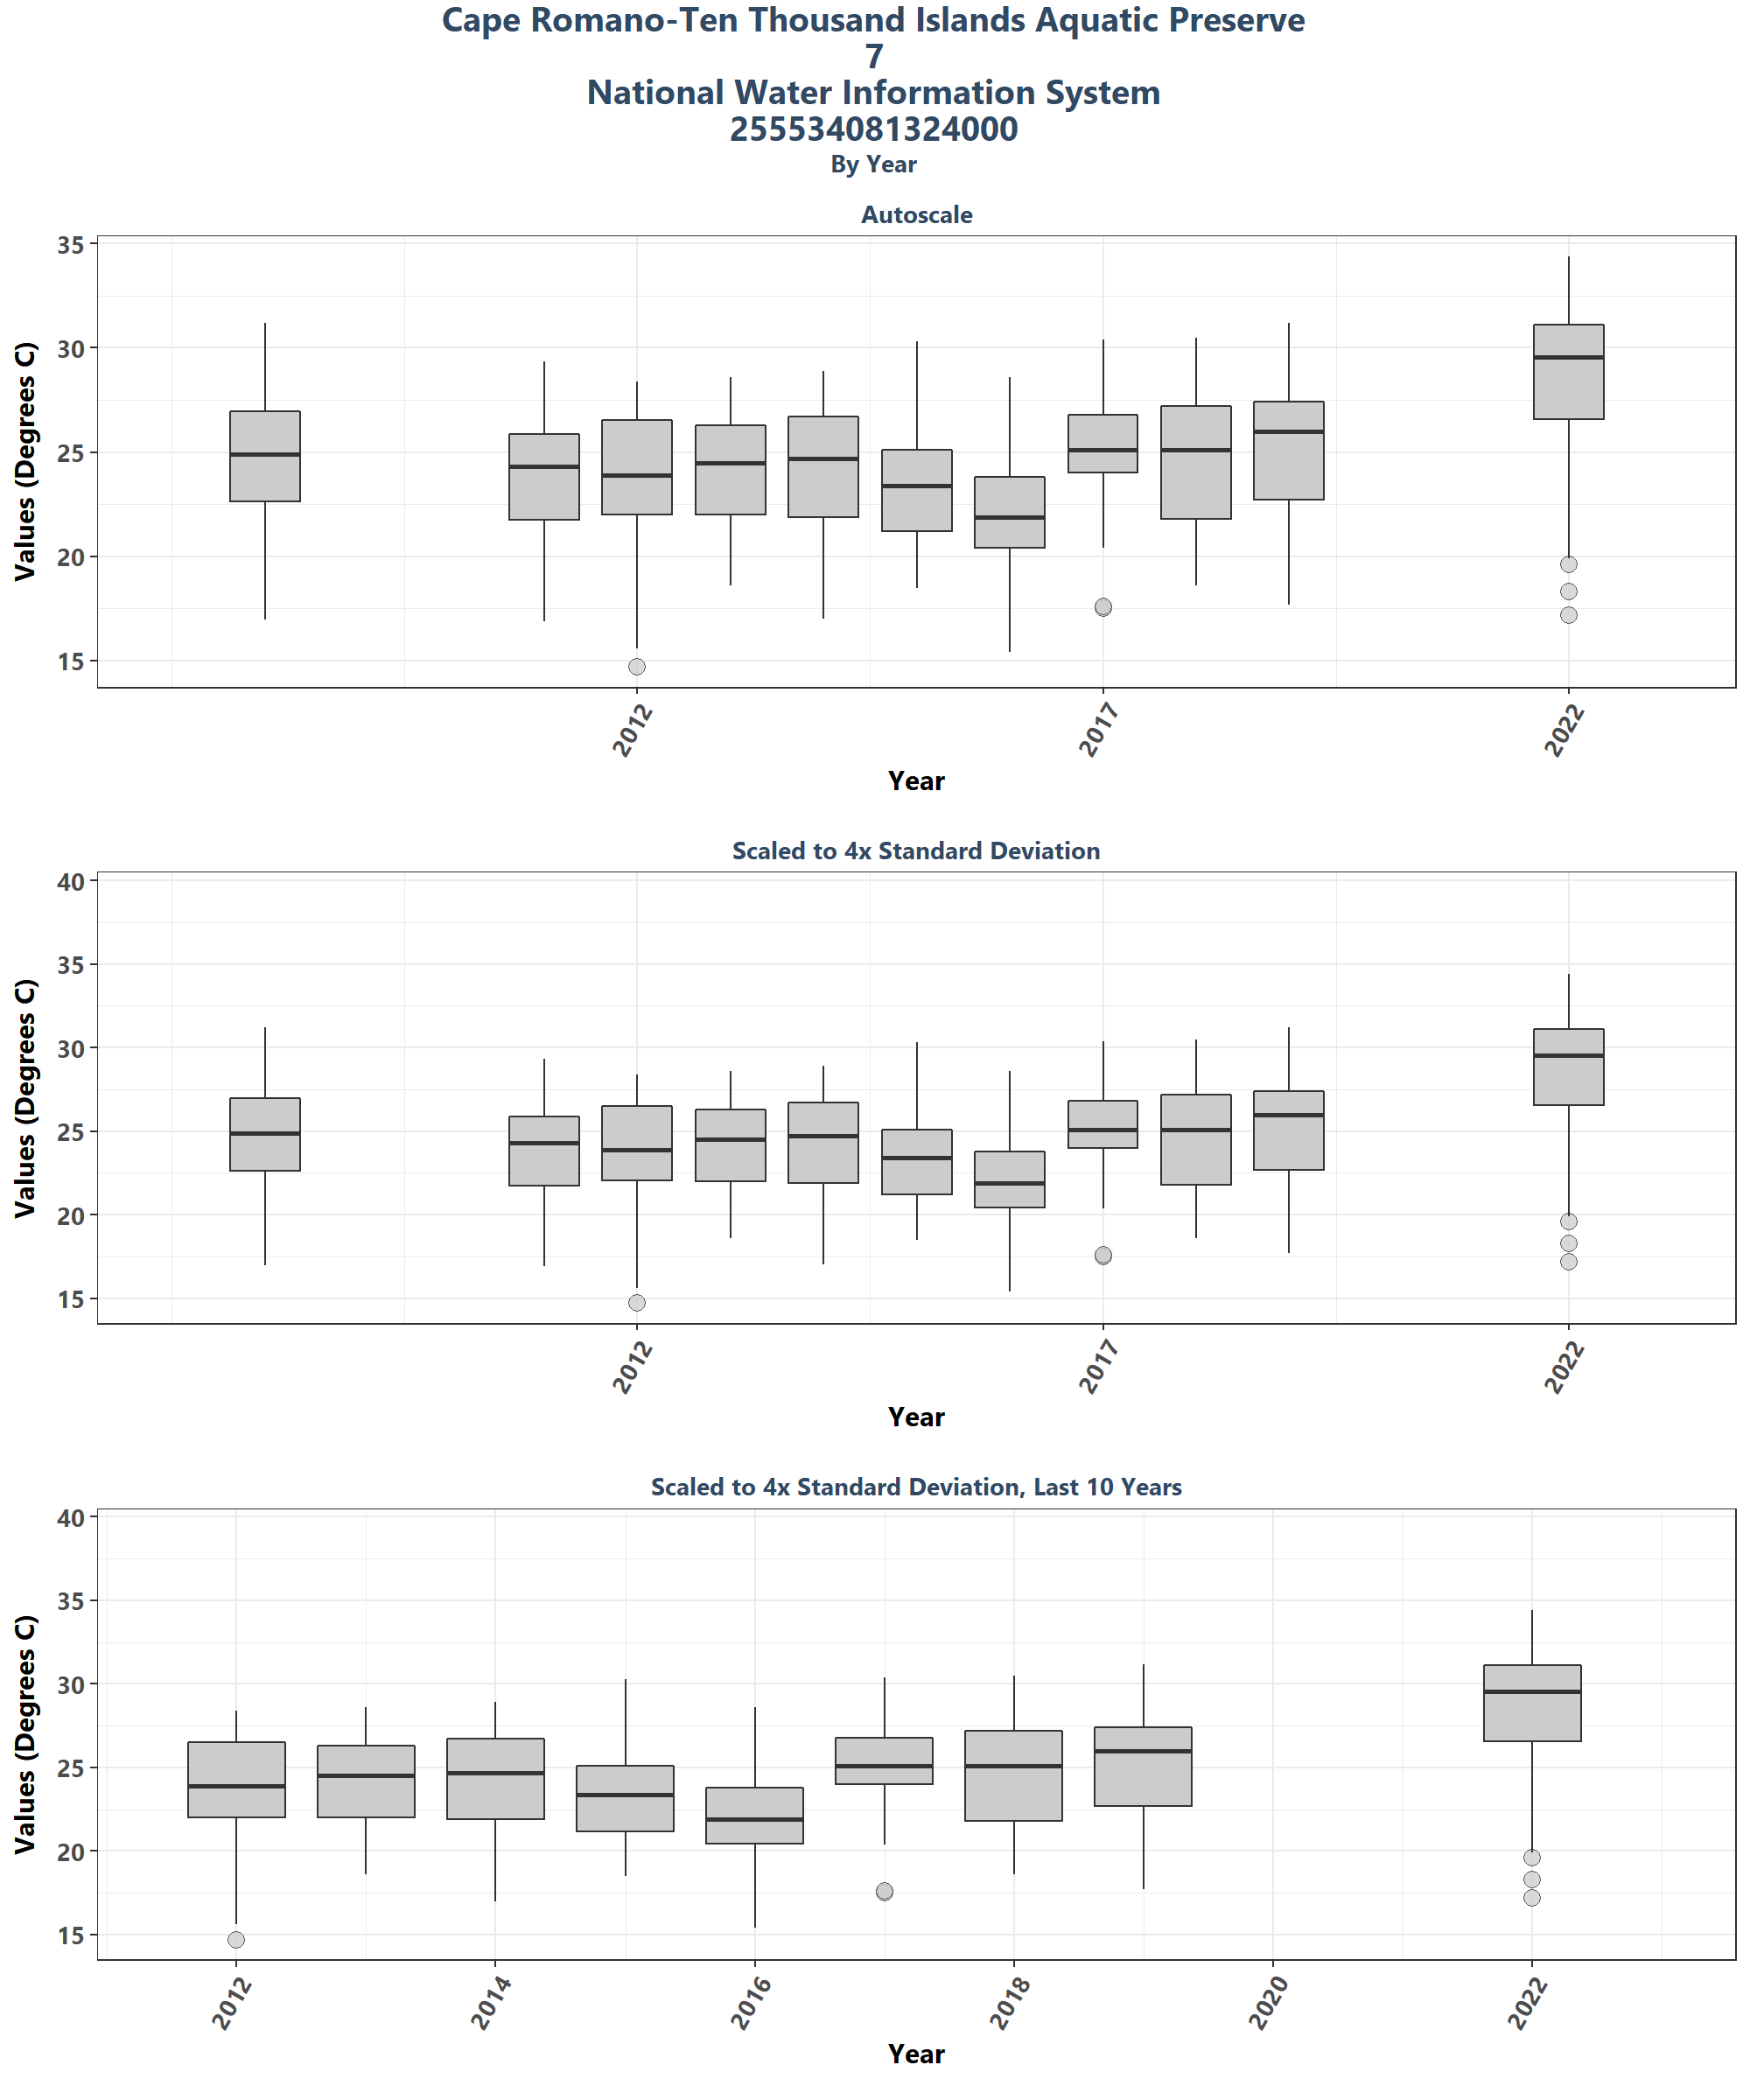 Cape Romano-Ten Thousand Islands Aquatic Preserve
7
National Water Information System
255534081324000
By Year
Autoscale
Values (Degrees C)
35
30
25
20
15
2012
2017
2022
Year
Scaled to 4x Standard Deviation
Values (Degrees C)
40
35
30
25
20
15
2012
2017
2022
Year
Scaled to 4x Standard Deviation, Last 10 Years
Values (Degrees C)
40
35
30
25
20
15
2012
2014
2016
2018
2020
2022
Year